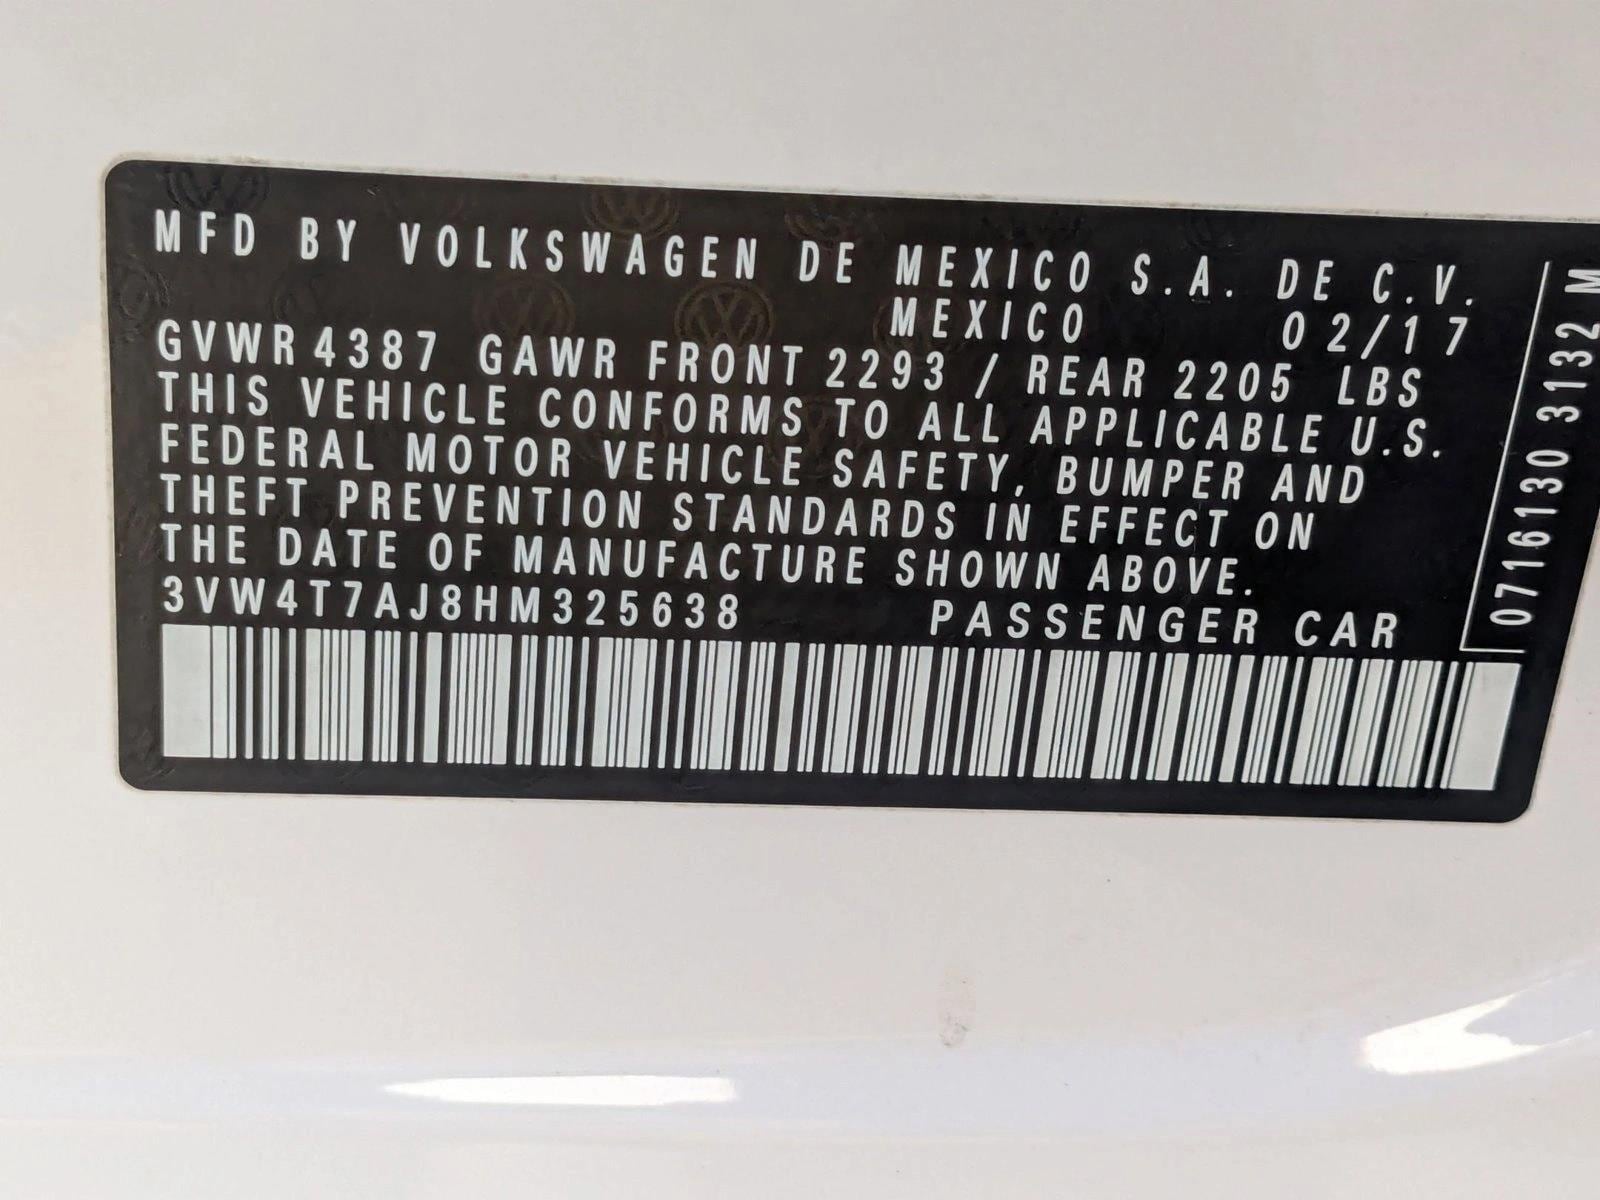 MFD BY VOLKSWAGEN DE MEXICO S.A. DE C.V.
MEXICO 02/17
GVWR 4387 GAWR FRONT 2293 / REAR 2205 LBS
THIS VEHICLE CONFORMS TO ALL APPLICABLE U.S.
FEDERAL MOTOR VEHICLE SAFETY, BUMPER AND
THEFT PREVENTION STANDARDS IN EFFECT ON
THE DATE OF MANUFACTURE SHOWN ABOVE.
3VW4T7AJ8HM325638 PASSENGER CAR
0716130 3132 M